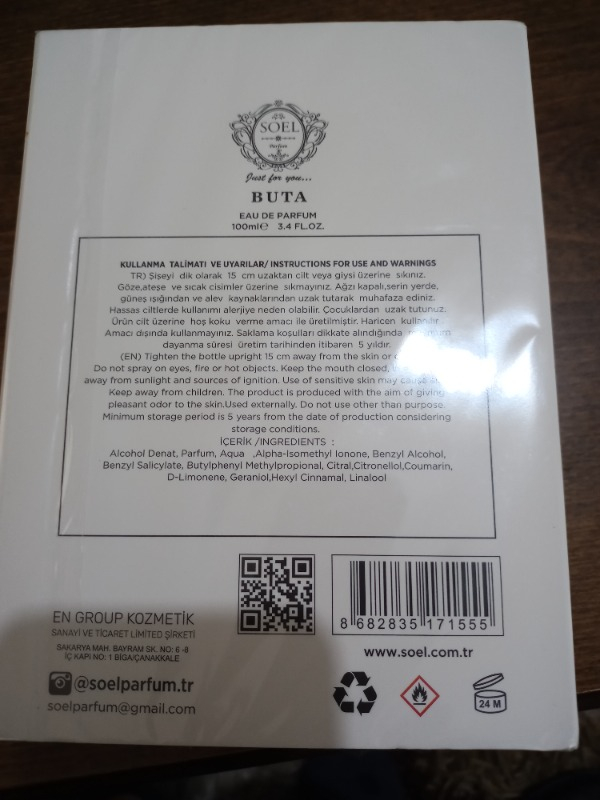 SOEL
Parfum
Just for you...
BUTA
EAU DE PARFUM
100ml℮ 3.4 FL.OZ.
KULLANMA TALİMATI VE UYARILAR/ INSTRUCTIONS FOR USE AND WARNINGS
TR) Şişeyi dik olarak 15 cm uzaktan cilt veya giysi üzerine sıkınız.
Göze,ateşe ve sıcak cisimler üzerine sıkmayınız. Ağzı kapalı,serin yerde,
güneş ışığından ve alev kaynaklarından uzak tutarak muhafaza ediniz.
Hassas ciltlerde kullanımı alerjiye neden olabilir. Çocuklardan uzak tutunuz.
Ürün cilt üzerine hoş koku verme amacı ile üretilmiştir. Haricen kullanılır.
Amacı dışında kullanmayınız. Saklama koşulları dikkate alındığında
dayanma süresi üretim tarihinden itibaren 5 yıldır.
(EN) Tighten the bottle upright 15 cm away from the skin or
Do not spray on eyes, fire or hot objects. Keep the mouth closed,
away from sunlight and sources of ignition. Use of sensitive skin may cause
Keep away from children. The product is produced with the aim of giving
pleasant odor to the skin.Used externally. Do not use other than purpose.
Minimum storage period is 5 years from the date of production considering
storage conditions.
İÇERİK /INGREDIENTS :
Alcohol Denat, Parfum, Aqua ,Alpha-Isomethyl Ionone, Benzyl Alcohol,
Benzyl Salicylate, Butylphenyl Methylpropional, Citral,Citronellol,Coumarin,
D-Limonene, Geraniol,Hexyl Cinnamal, Linalool
EN GROUP KOZMETİK
SANAYİ VE TİCARET LİMİTED ŞİRKETİ
SAKARYA MAH. BAYRAM SK. NO: 6 -8
İÇ KAPI NO: 1 BİGA/ÇANAKKALE
@soelparfum.tr
soelparfum@gmail.com
8 682835 171555
www.soel.com.tr
24 M